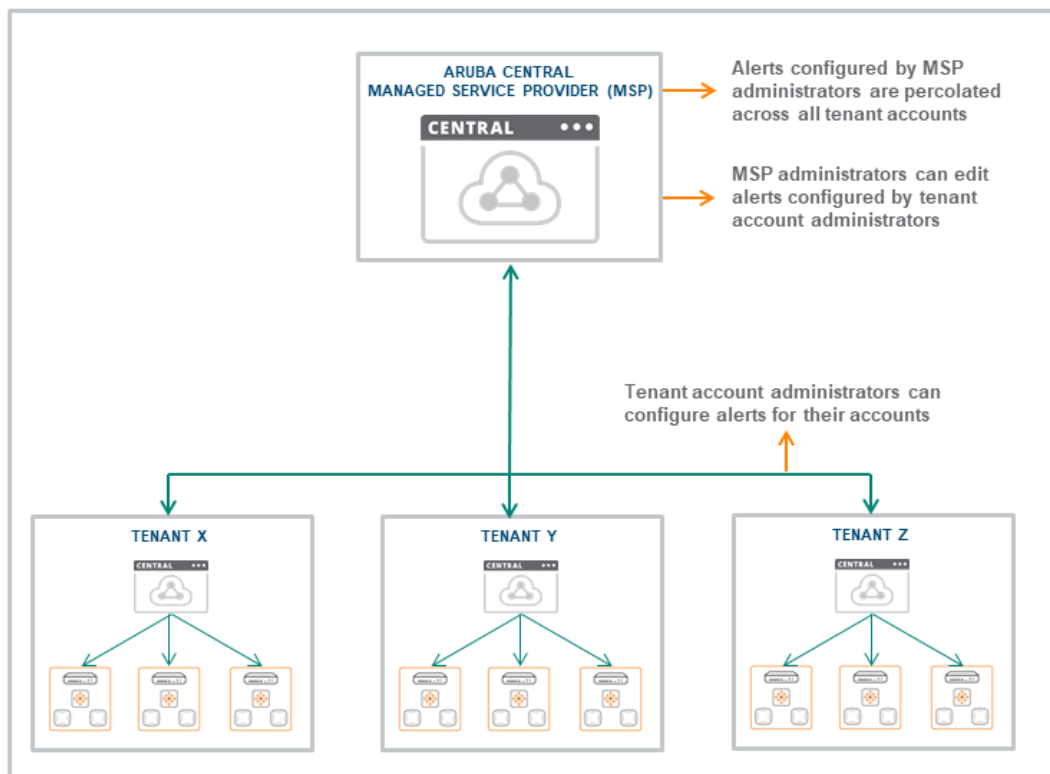 ARUBA CENTRAL
MANAGED SERVICE PROVIDER (MSP)
CENTRAL
Alerts configured by MSP
administrators are percolated
across all tenant accounts
MSP administrators can edit
alerts configured by tenant
account administrators
Tenant account administrators can
configure alerts for their accounts
TENANT X
CENTRAL
TENANT Y
CENTRAL
TENANT Z
CENTRAL